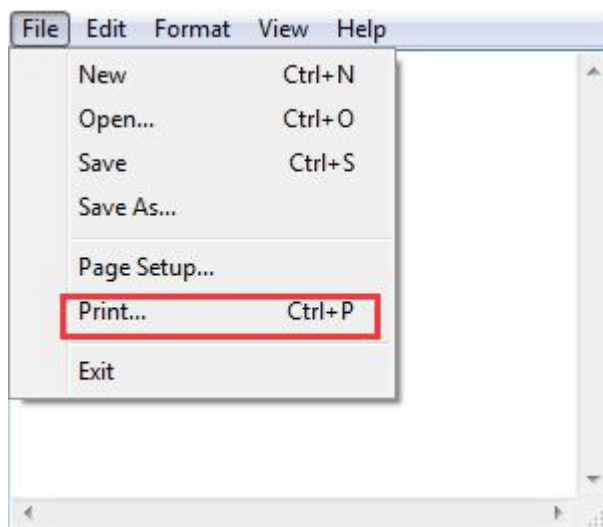 File Edit Format View Help
New Ctrl+N
Open... Ctrl+O
Save Ctrl+S
Save As...
Page Setup...
Print... Ctrl+P
Exit